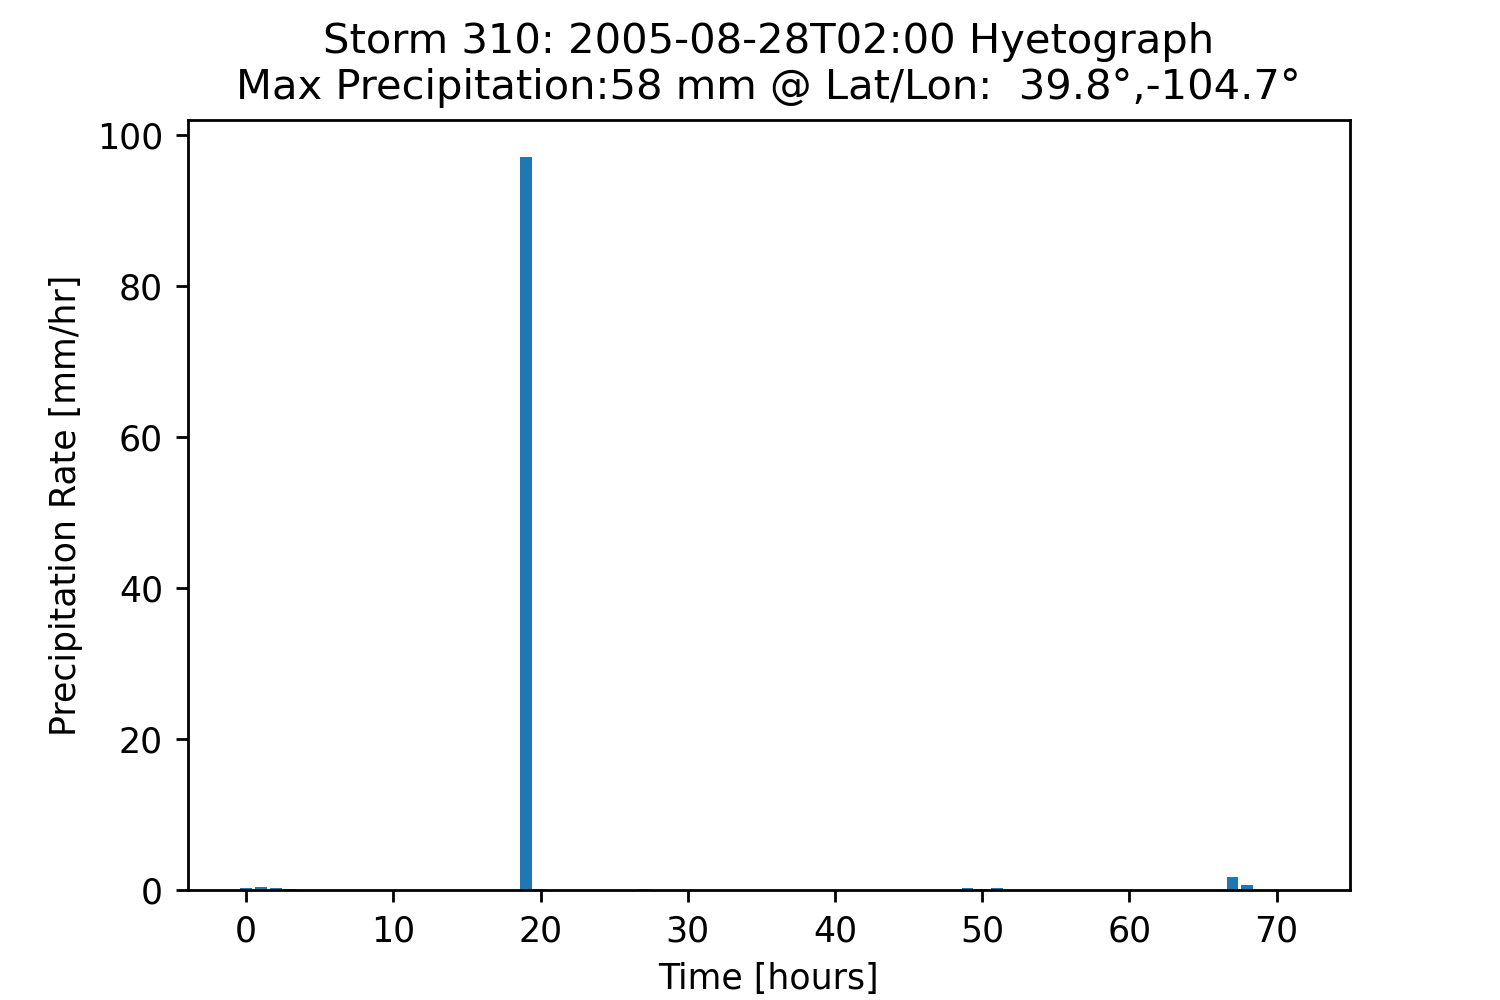 Storm 310: 2005-08-28T02:00 Hyetograph
Max Precipitation:58 mm @ Lat/Lon:  39.8°,-104.7°
100
80
60
40
20
0
Precipitation Rate [mm/hr]
0 10 20 30 40 50 60 70
Time [hours]